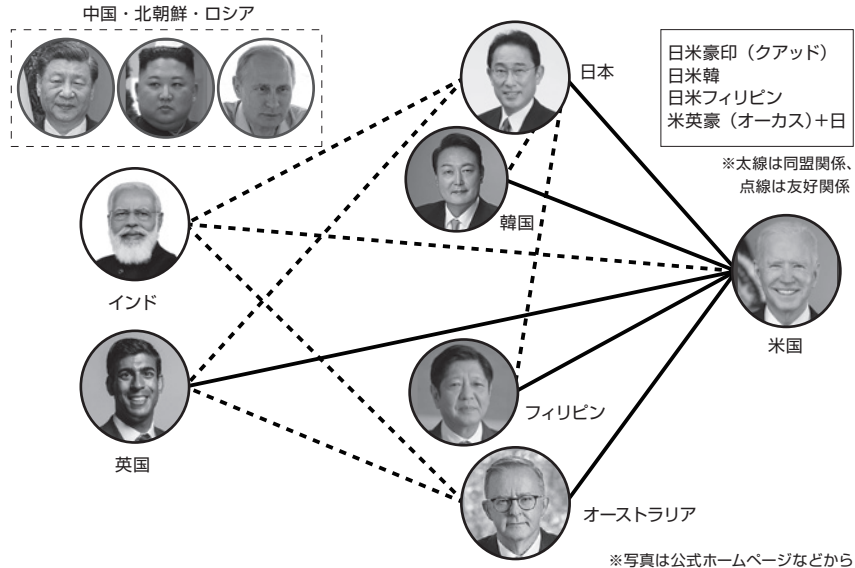 中国・北朝鮮・ロシア
日本
日米豪印（クアッド）
日米韓
日米フィリピン
米英豪（オーカス）＋日
※太線は同盟関係、
点線は友好関係
韓国
インド
米国
英国
フィリピン
オーストラリア
※写真は公式ホームページなどから